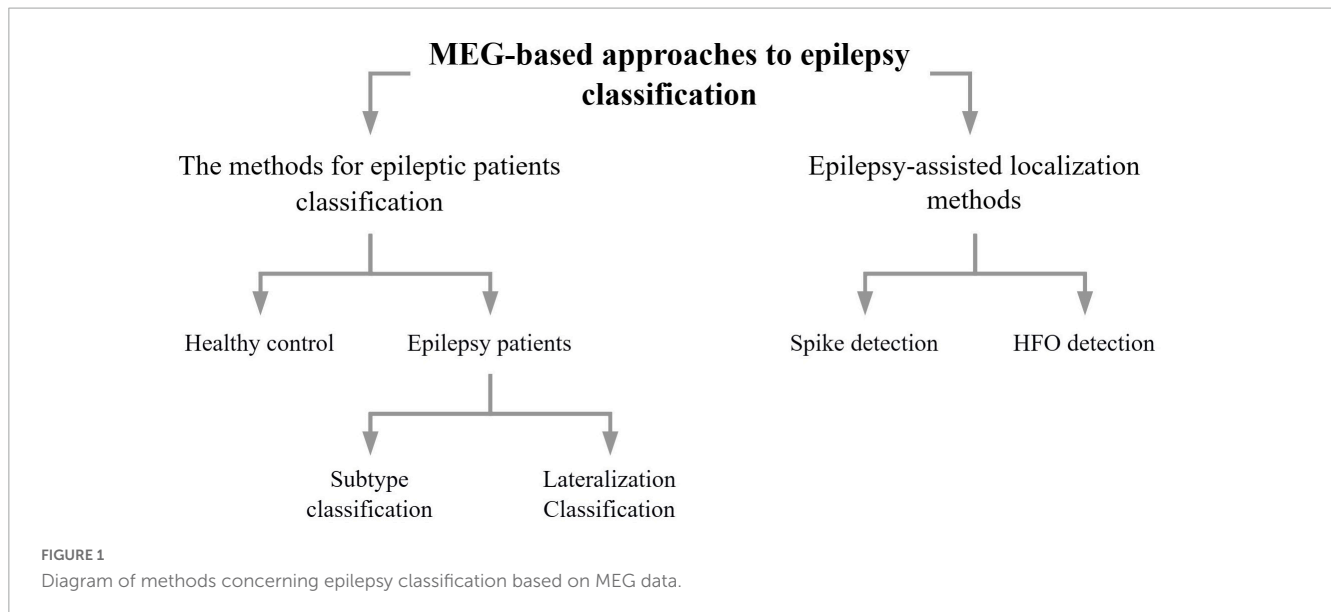 MEG-based approaches to epilepsy
classification
The methods for epileptic patients
classification
Epilepsy-assisted localization
methods
Healthy control
Epilepsy patients
Spike detection
HFO detection
Subtype
classification
Lateralization
Classification
FIGURE 1
Diagram of methods concerning epilepsy classification based on MEG data.